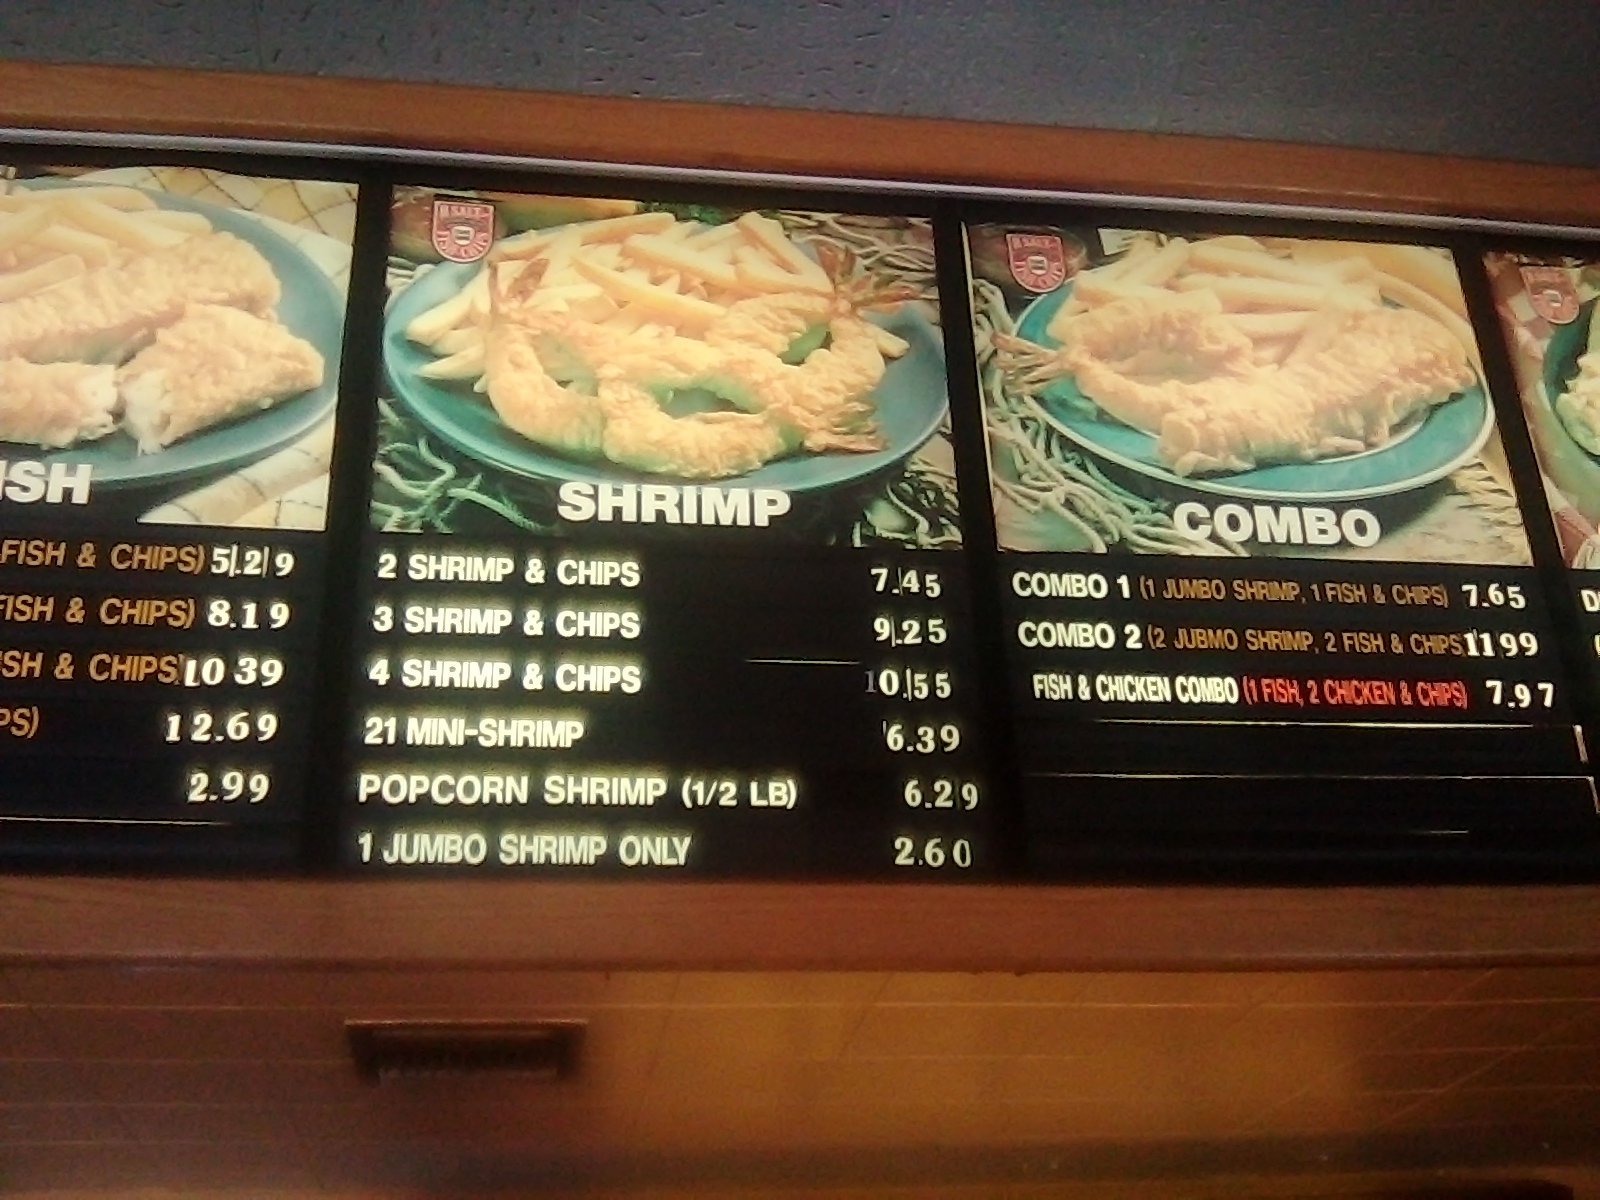 ISH
FISH & CHIPS) 5.29
FISH & CHIPS) 8.19
ISH & CHIPS) 10 39
PS) 12.69
2.99
SHRIMP
2 SHRIMP & CHIPS 7.45
3 SHRIMP & CHIPS 9.25
4 SHRIMP & CHIPS 10.55
21 MINI-SHRIMP 6.39
POPCORN SHRIMP (1/2 LB) 6.29
1 JUMBO SHRIMP ONLY 2.60
COMBO
COMBO 1 (1 JUMBO SHRIMP, 1 FISH & CHIPS) 7.65
COMBO 2 (2 JUBMO SHRIMP, 2 FISH & CHIPS 11 99
FISH & CHICKEN COMBO (1 FISH, 2 CHICKEN & CHIPS) 7.97